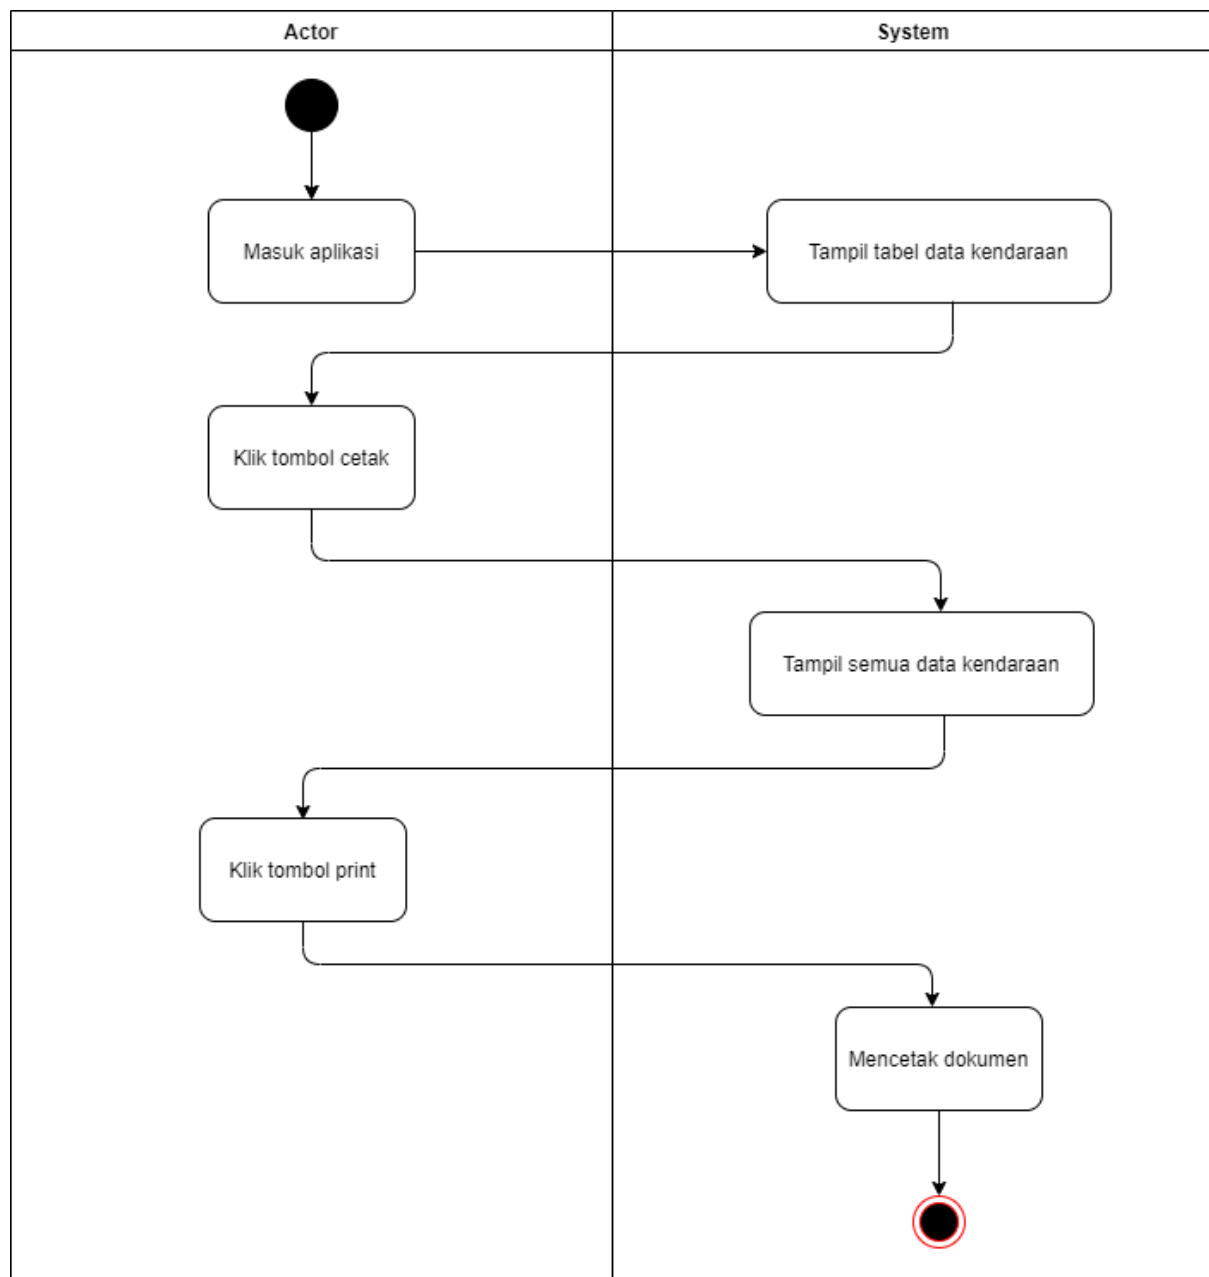 Actor
System
Masuk aplikasi
Tampil tabel data kendaraan
Klik tombol cetak
Tampil semua data kendaraan
Klik tombol print
Mencetak dokumen